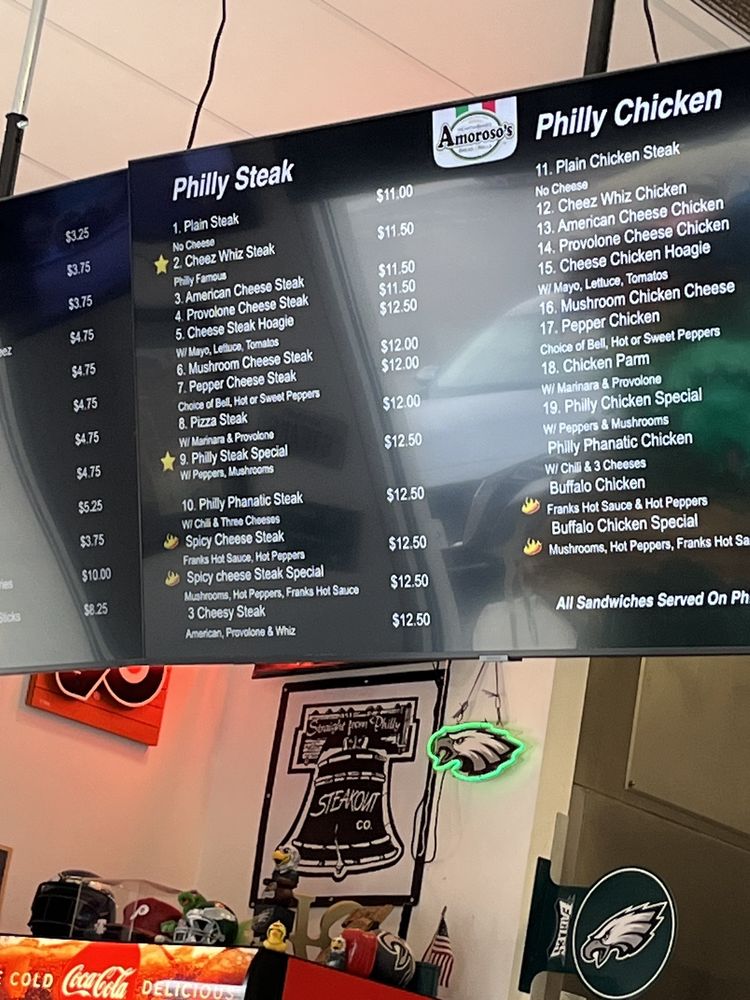 $3.25
$3.75
$3.75
$4.75
$4.75
$4.75
$4.75
$4.75
$5.25
$3.75
$10.00
$8.25
Philly Steak
1. Plain Steak $11.00
No Cheese
2. Cheez Whiz Steak $11.50
Philly Famous
3. American Cheese Steak $11.50
4. Provolone Cheese Steak $11.50
5. Cheese Steak Hoagie $12.50
W/ Mayo, Lettuce, Tomatos
6. Mushroom Cheese Steak $12.00
7. Pepper Cheese Steak $12.00
Choice of Bell, Hot or Sweet Peppers
8. Pizza Steak $12.00
W/ Marinara & Provolone
9. Philly Steak Special $12.50
W/ Peppers, Mushrooms
10. Philly Phanatic Steak $12.50
W/ Chili & Three Cheeses
Spicy Cheese Steak $12.50
Franks Hot Sauce, Hot Peppers
Spicy cheese Steak Special $12.50
Mushrooms, Hot Peppers, Franks Hot Sauce
3 Cheesy Steak $12.50
American, Provolone & Whiz
Amoroso's
Philly Chicken
11. Plain Chicken Steak
No Cheese
12. Cheez Whiz Chicken
13. American Cheese Chicken
14. Provolone Cheese Chicken
15. Cheese Chicken Hoagie
W/ Mayo, Lettuce, Tomatos
16. Mushroom Chicken Cheese
17. Pepper Chicken
Choice of Bell, Hot or Sweet Peppers
18. Chicken Parm
W/ Marinara & Provolone
19. Philly Chicken Special
W/ Peppers & Mushrooms
Philly Phanatic Chicken
W/ Chili & 3 Cheeses
Buffalo Chicken
Franks Hot Sauce & Hot Peppers
Buffalo Chicken Special
Mushrooms, Hot Peppers, Franks Hot Sa
All Sandwiches Served On Ph
Straight from Philly
STEAKOUT
CO.
EAGLES
COLD Coca-Cola DELICIOUS